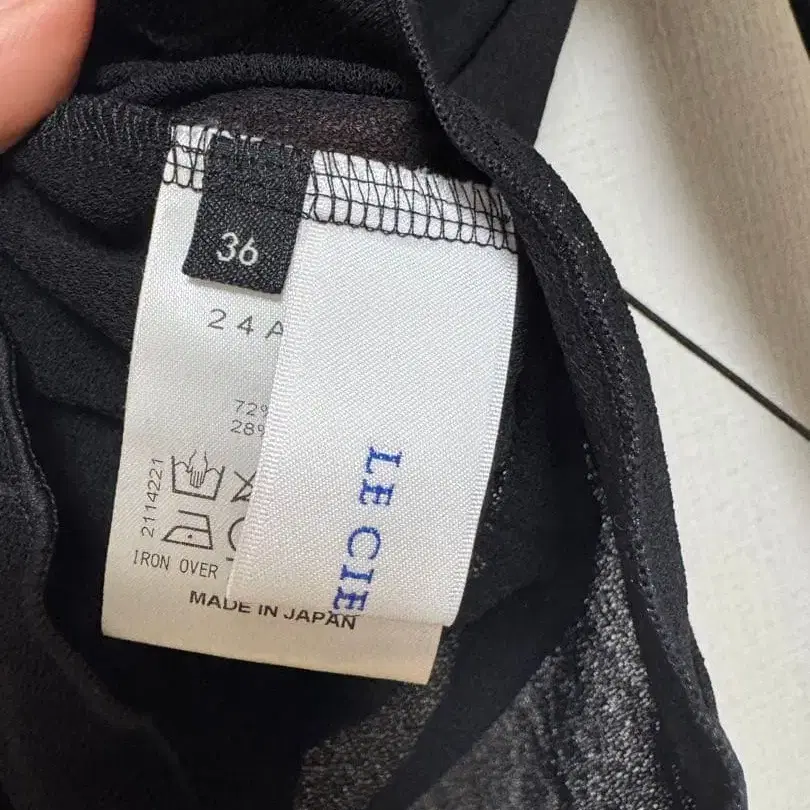 36
24A
72%
28%
2114221
IRON OVER
MADE IN JAPAN
LE CIE